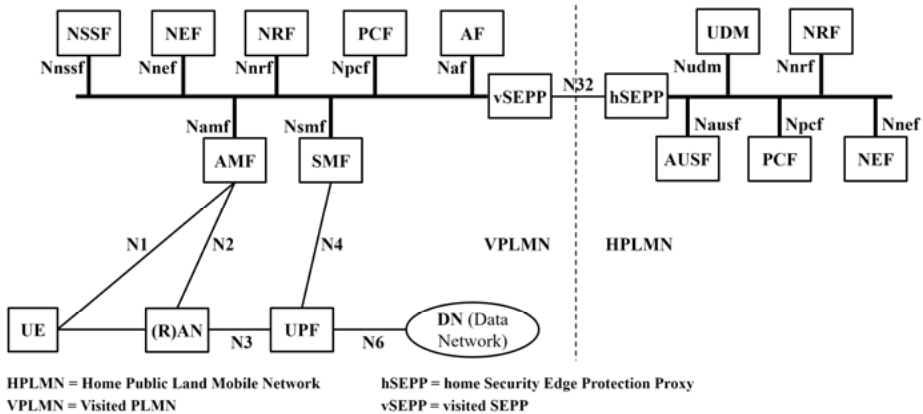 NSSF NEF NRF PCF AF UDM NRF
Nnssf Nnef Nnrf Npcf Naf Nudm Nnrf
vSEPP N32 hSEPP
Namf Nsmf Nausf Npcf Nnef
AMF SMF AUSF PCF NEF
N1 N2 N4 VPLMN HPLMN
UE (R)AN UPF DN (Data
Network)
N3 N6
HPLMN = Home Public Land Mobile Network hSEPP = home Security Edge Protection Proxy
VPLMN = Visited PLMN vSEPP = visited SEPP